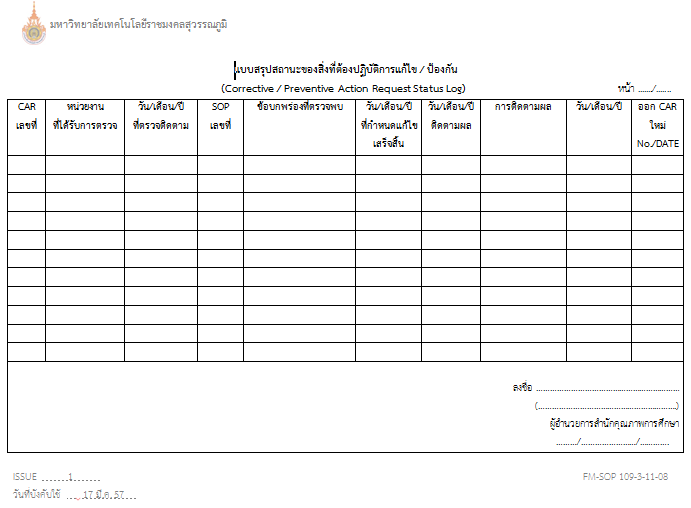 มหาวิทยาลัยเทคโนโลยีราชมงคลสุวรรณภูมิ
แบบสรุปสถานะของสิ่งที่ต้องปฏิบัติการแก้ไข / ป้องกัน
(Corrective / Preventive Action Request Status Log)
หน้า ....../.......
CAR เลขที่
หน่วยงาน ที่ได้รับการตรวจ
วัน/เดือน/ปี ที่ตรวจติดตาม
SOP เลขที่
ข้อบกพร่องที่ตรวจพบ
วัน/เดือน/ปี ที่กำหนดแก้ไข เสร็จสิ้น
วัน/เดือน/ปี ติดตามผล
การติดตามผล
วัน/เดือน/ปี
ออก CAR ใหม่ No./DATE
ลงชื่อ ..............................................................
(............................................................)
ผู้อำนวยการสำนักคุณภาพการศึกษา
........./......................../.............
ISSUE .......1.......
FM-SOP 109-3-11-08
วันที่บังคับใช้ .... 17 มี.ค. 57....